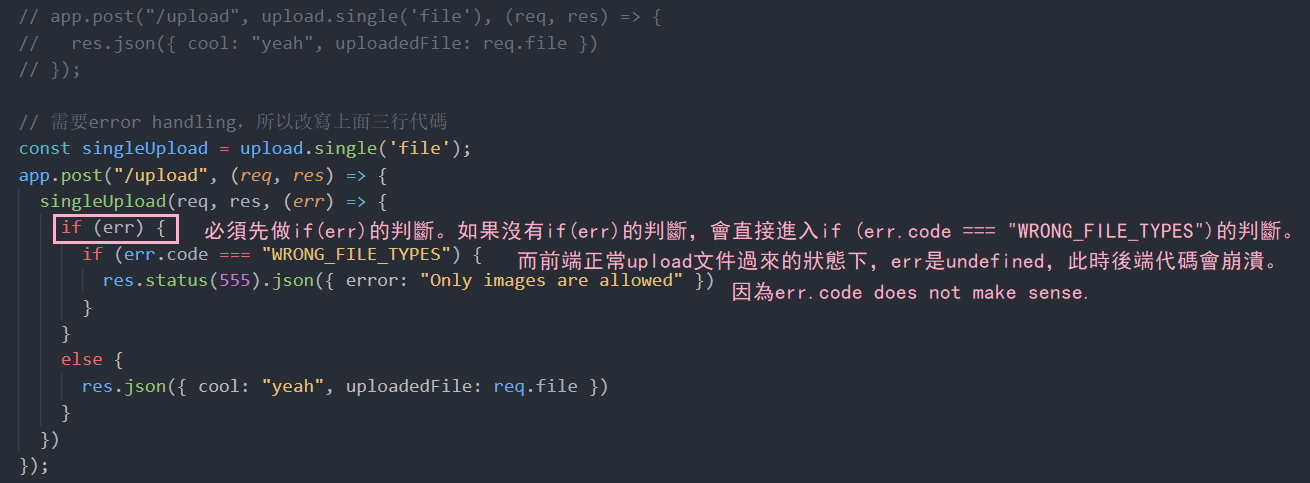 // app.post("/upload", upload.single('file'), (req, res) => {
//   res.json({ cool: "yeah", uploadedFile: req.file })
// });
// 需要error handling，所以改寫上面三行代碼
const singleUpload = upload.single('file');
app.post("/upload", (req, res) => {
  singleUpload(req, res, (err) => {
    if (err) { 必須先做if(err)的判斷。如果沒有if(err)的判斷，會直接進入if (err.code === "WRONG_FILE_TYPES")的判斷。
      if (err.code === "WRONG_FILE_TYPES") { 而前端正常upload文件過來的狀態下，err是undefined，此時後端代碼會崩潰。
        res.status(555).json({ error: "Only images are allowed" }) 因為err.code does not make sense.
      }
    }
    else {
      res.json({ cool: "yeah", uploadedFile: req.file })
    }
  })
});